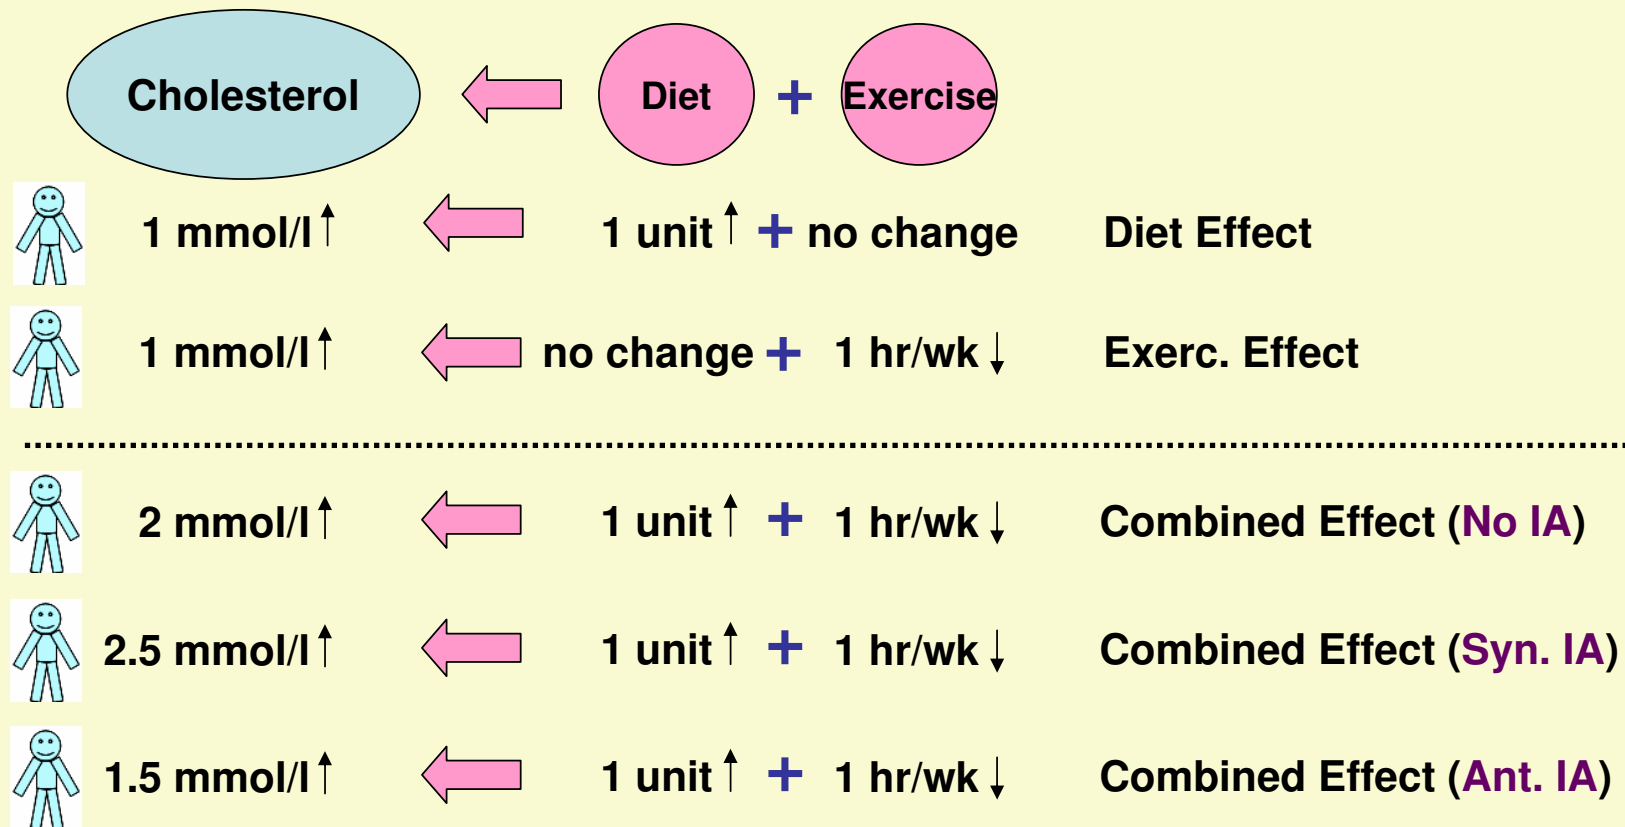 Cholesterol Diet + Exercise
1 mmol/l ↑ 1 unit ↑ + no change Diet Effect
1 mmol/l ↑ no change + 1 hr/wk ↓ Exerc. Effect
2 mmol/l ↑ 1 unit ↑ + 1 hr/wk ↓ Combined Effect (No IA)
2.5 mmol/l ↑ 1 unit ↑ + 1 hr/wk ↓ Combined Effect (Syn. IA)
1.5 mmol/l ↑ 1 unit ↑ + 1 hr/wk ↓ Combined Effect (Ant. IA)